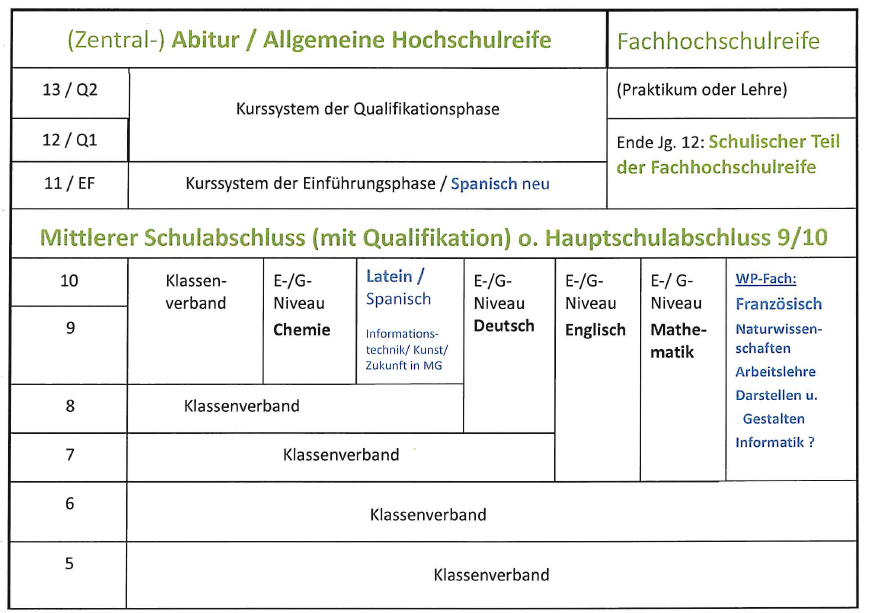 (Zentral-) Abitur / Allgemeine Hochschulreife
Fachhochschulreife
13 / Q2
Kurssystem der Qualifikationsphase
(Praktikum oder Lehre)
12 / Q1
Ende Jg. 12: Schulischer Teil
der Fachhochschulreife
11 / EF
Kurssystem der Einführungsphase / Spanisch neu
Mittlerer Schulabschluss (mit Qualifikation) o. Hauptschulabschluss 9/10
10
9
Klassen-
verband
E-/G-
Niveau
Chemie
Latein /
Spanisch
Informations-
technik/ Kunst/
Zukunft in MG
E-/G-
Niveau
Deutsch
E-/G-
Niveau
Englisch
E-/ G-
Niveau
Mathe-
matik
WP-Fach:
Französisch
Naturwissen-
schaften
Arbeitslehre
Darstellen u.
Gestalten
Informatik ?
8
Klassenverband
7
Klassenverband
6
Klassenverband
5
Klassenverband